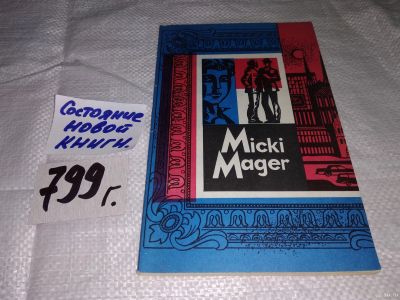 Состояние
новой
книги.
799 г.
Micki
Mager